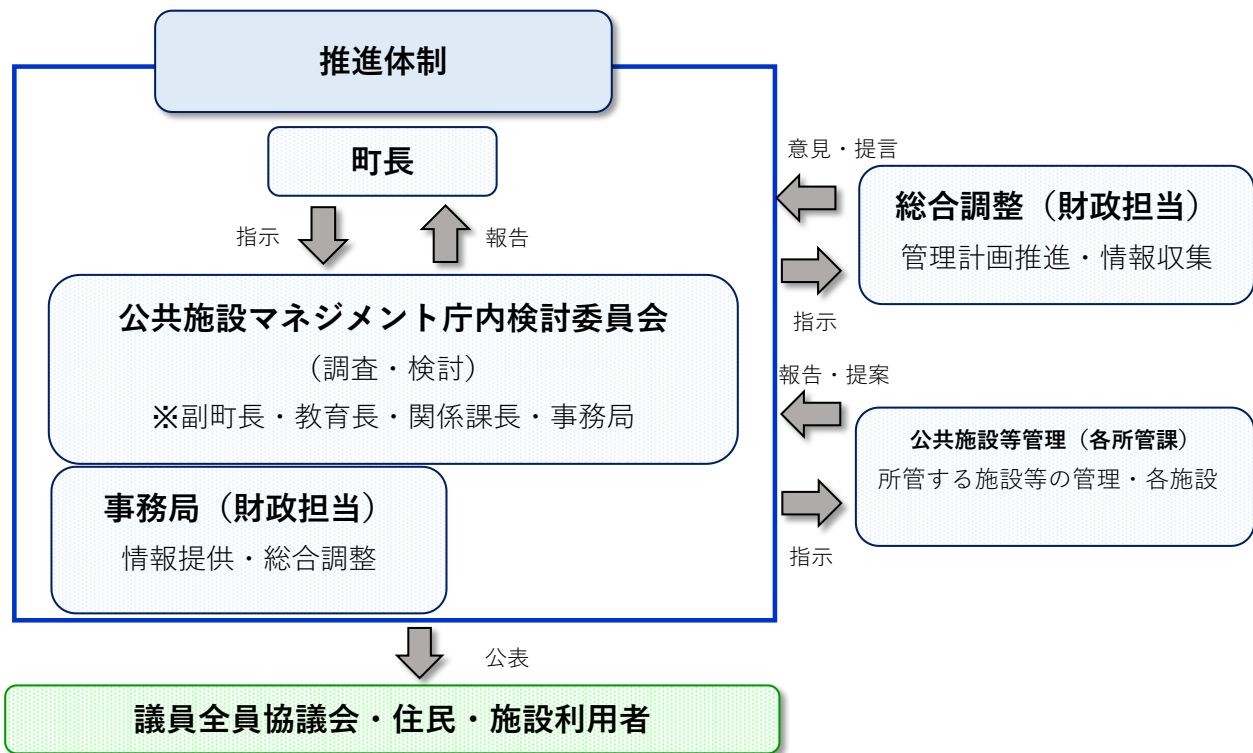 推進体制
町長
指示
報告
公共施設マネジメント庁内検討委員会
（調査・検討）
※副町長・教育長・関係課長・事務局
事務局（財政担当）
情報提供・総合調整
意見・提言
総合調整（財政担当）
管理計画推進・情報収集
指示
報告・提案
公共施設等管理（各所管課）
所管する施設等の管理・各施設
指示
公表
議員全員協議会・住民・施設利用者